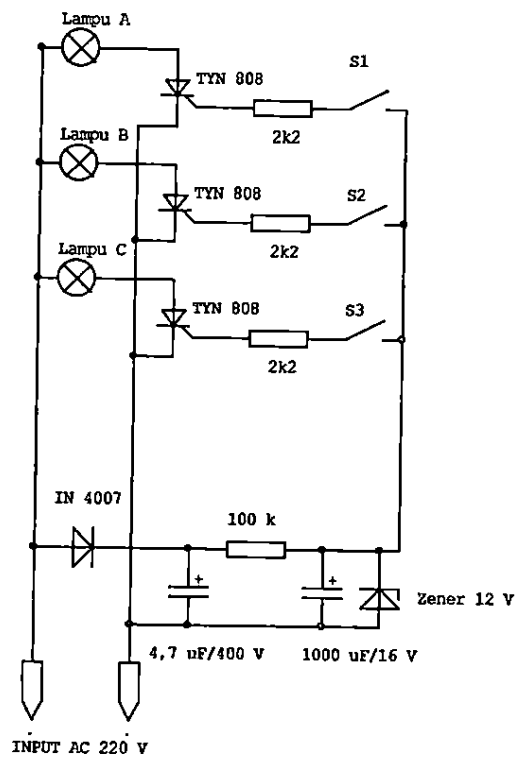 Lampu A
S1
TYN 808
2k2
Lampu B
TYN 808
S2
2k2
Lampu C
TYN 808
S3
2k2
IN 4007
100 k
+
+
Zener 12 V
4,7 uF/400 V
1000 uF/16 V
INPUT AC 220 V